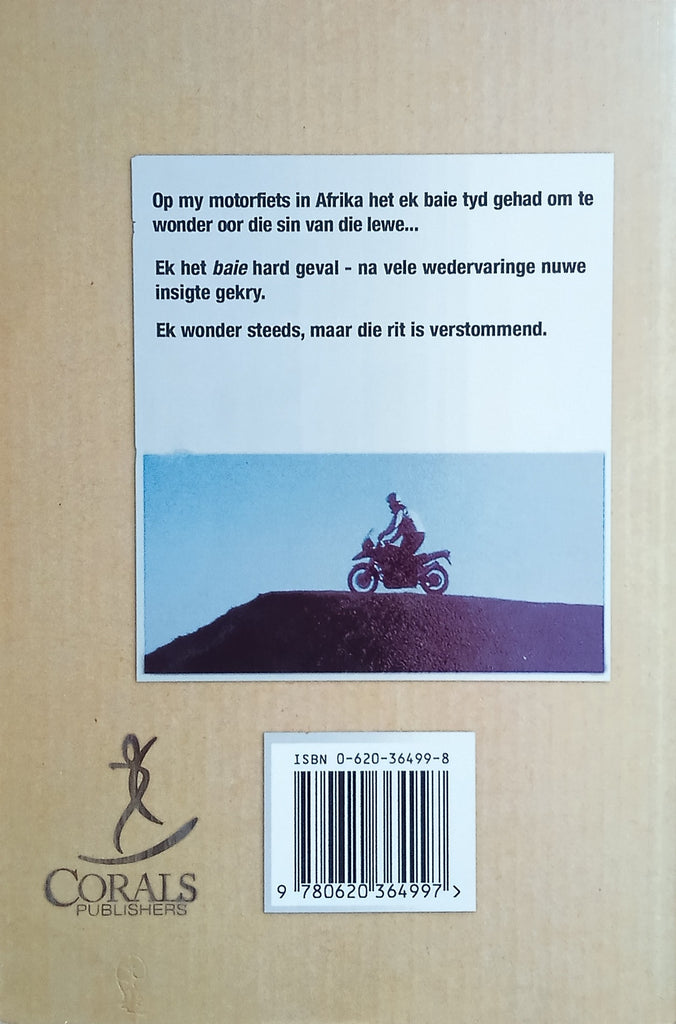 Op my motorfiets in Afrika het ek baie tyd gehad om te
wonder oor die sin van die lewe...
Ek het baie hard geval - na vele wedervaringe nuwe
insigte gekry.
Ek wonder steeds, maar die rit is verstommend.
ISBN 0-620-36499-8
9 780620 364997 >
CORALS
PUBLISHERS